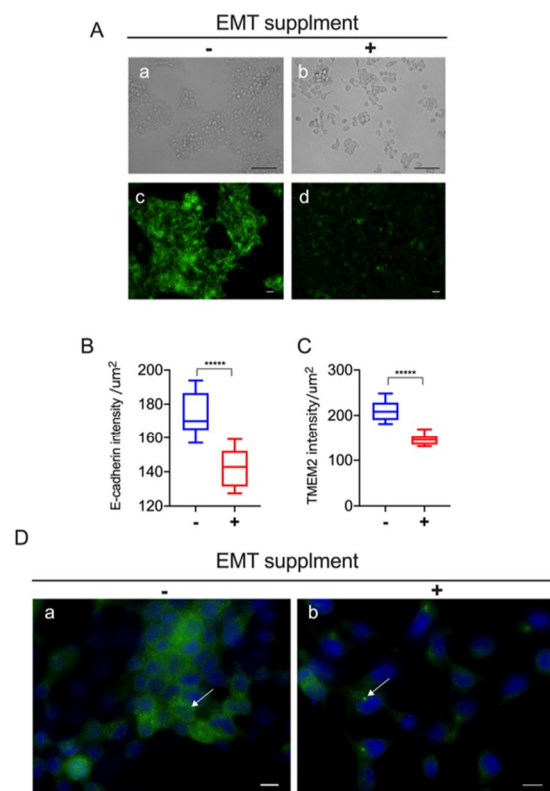 EMT supplment
A
- +
a b
c d
B C
*****
E-cadherin intensity /um²
200
180
160
140
120
- +
*****
TMEM2 intensity/um²
300
200
100
0
- +
D
EMT supplment
- +
a b